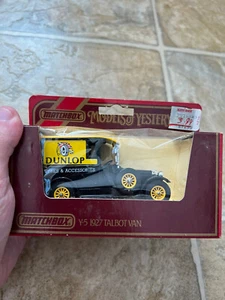 MATCHBOX
MODELS OF YESTERYEAR
DUNLOP
TYRES & ACCESSORIES
MATCHBOX
Y-5 1927 TALBOT VAN